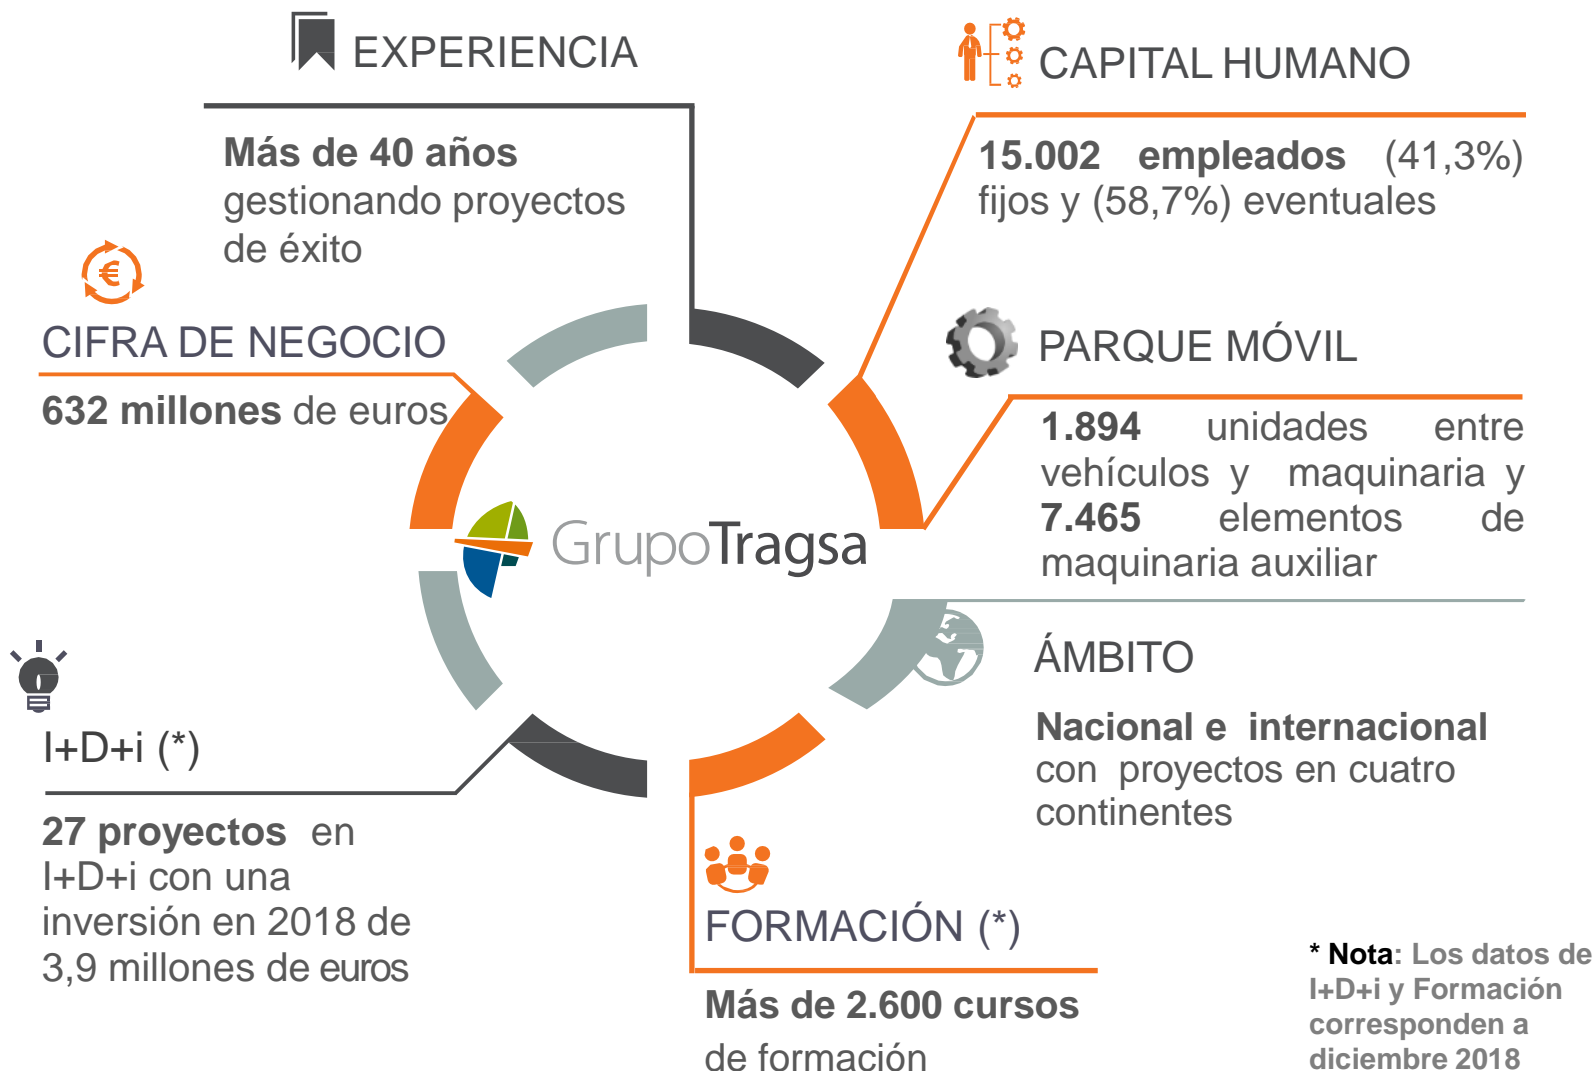 EXPERIENCIA
Más de 40 años
gestionando proyectos
de éxito
CAPITAL HUMANO
15.002 empleados (41,3%)
fijos y (58,7%) eventuales
CIFRA DE NEGOCIO
632 millones de euros
PARQUE MÓVIL
1.894 unidades entre
vehículos y maquinaria y
7.465 elementos de
maquinaria auxiliar
GrupoTragsa
ÁMBITO
Nacional e internacional
con proyectos en cuatro
continentes
I+D+i (*)
27 proyectos en
I+D+i con una
inversión en 2018 de
3,9 millones de euros
FORMACIÓN (*)
Más de 2.600 cursos
de formación
* Nota: Los datos de
I+D+i y Formación
corresponden a
diciembre 2018